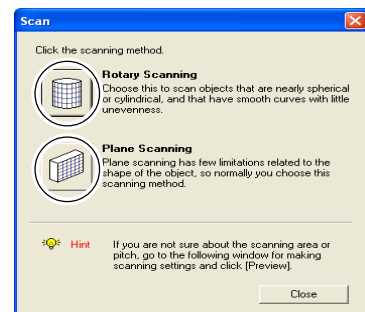 Scan
Click the scanning method.
Rotary Scanning
Choose this to scan objects that are nearly spherical
or cylindrical, and that have smooth curves with little
unevenness.
Plane Scanning
Plane scanning has few limitations related to the
shape of the object, so normally you choose this
scanning method.
Hint
If you are not sure about the scanning area or
pitch, go to the following window for making
scanning settings and click [Preview].
Close